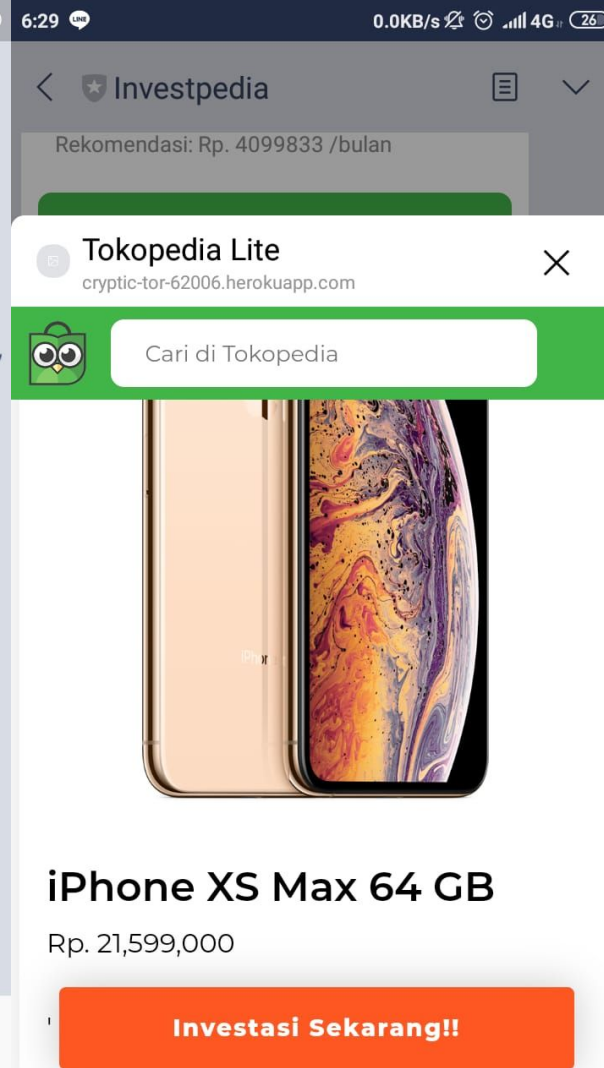 6:29 LINE 0.0KB/s 4G 26
Investpedia
Rekomendasi: Rp. 4099833 /bulan
Tokopedia Lite
cryptic-tor-62006.herokuapp.com
Cari di Tokopedia
iPhone XS Max 64 GB
Rp. 21,599,000
Investasi Sekarang!!